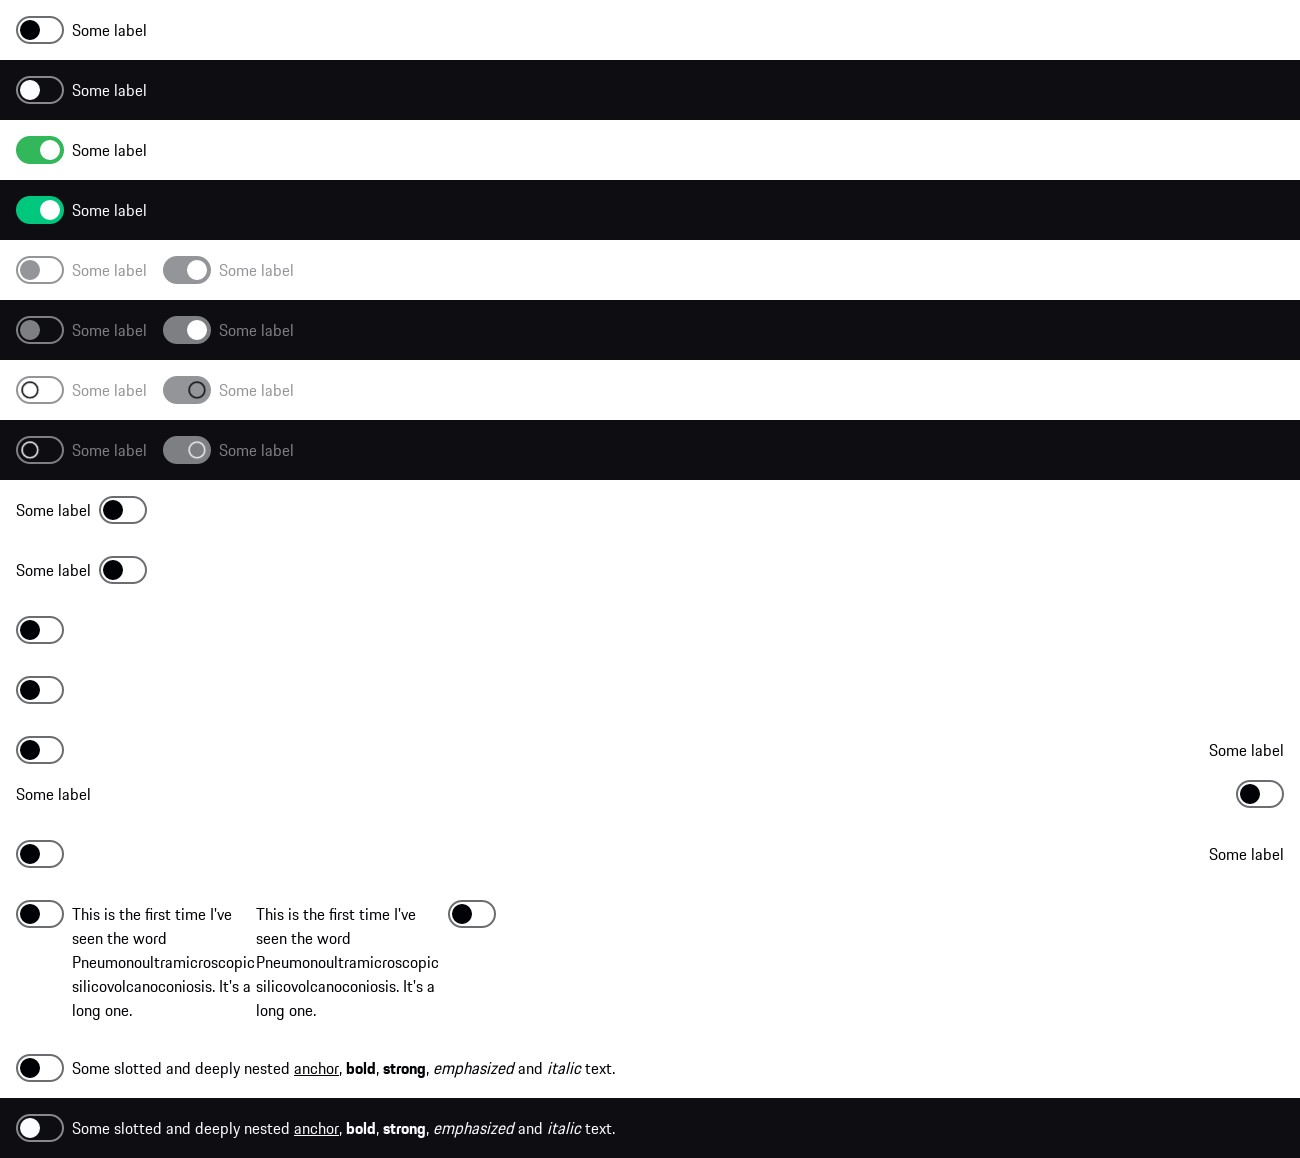 Some label
Some label
Some label
Some label
Some label Some label
Some label Some label
Some label Some label
Some label Some label
Some label
Some label
Some label
Some label
Some label
This is the first time I've
seen the word
Pneumonoultramicroscopic
silicovolcanoconiosis. It's a
long one.
This is the first time I've
seen the word
Pneumonoultramicroscopic
silicovolcanoconiosis. It's a
long one.
Some slotted and deeply nested anchor, bold, strong, emphasized and italic text.
Some slotted and deeply nested anchor, bold, strong, emphasized and italic text.